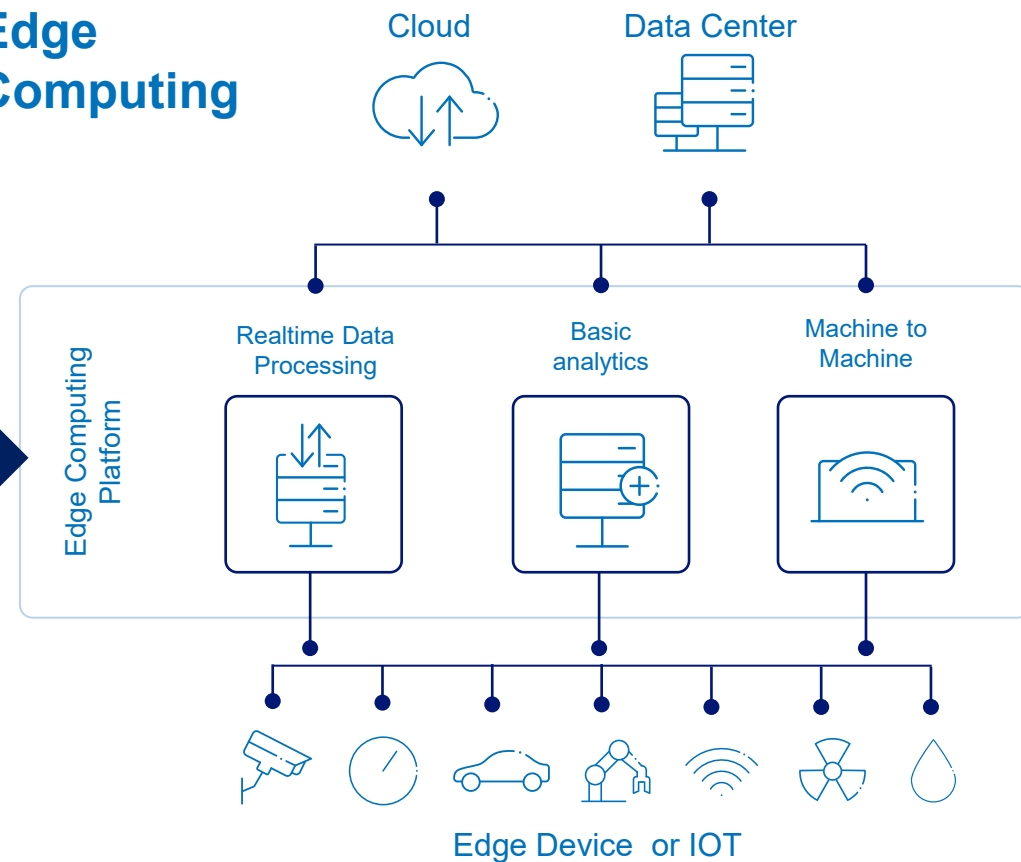 Edge
Computing
Cloud
Data Center
Realtime Data
Processing
Basic
analytics
Machine to
Machine
Edge Computing
Platform
Edge Device or IOT